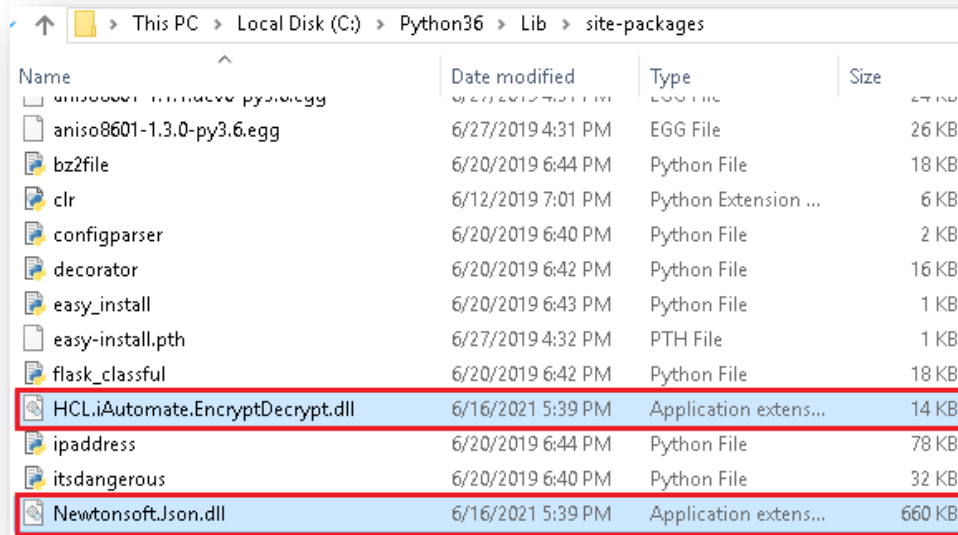 This PC > Local Disk (C:) > Python36 > Lib > site-packages
Name Date modified Type Size
aniso8601-1.3.0-py3.6.egg 6/27/2019 4:31 PM EGG File 26 KB
bz2file 6/20/2019 6:44 PM Python File 18 KB
clr 6/12/2019 7:01 PM Python Extension ... 6 KB
configparser 6/20/2019 6:40 PM Python File 2 KB
decorator 6/20/2019 6:42 PM Python File 16 KB
easy_install 6/20/2019 6:43 PM Python File 1 KB
easy-install.pth 6/27/2019 4:32 PM PTH File 1 KB
flask_classful 6/20/2019 6:42 PM Python File 18 KB
HCL.iAutomate.EncryptDecrypt.dll 6/16/2021 5:39 PM Application extens... 14 KB
ipaddress 6/20/2019 6:44 PM Python File 78 KB
itsdangerous 6/20/2019 6:40 PM Python File 32 KB
Newtonsoft.Json.dll 6/16/2021 5:39 PM Application extens... 660 KB